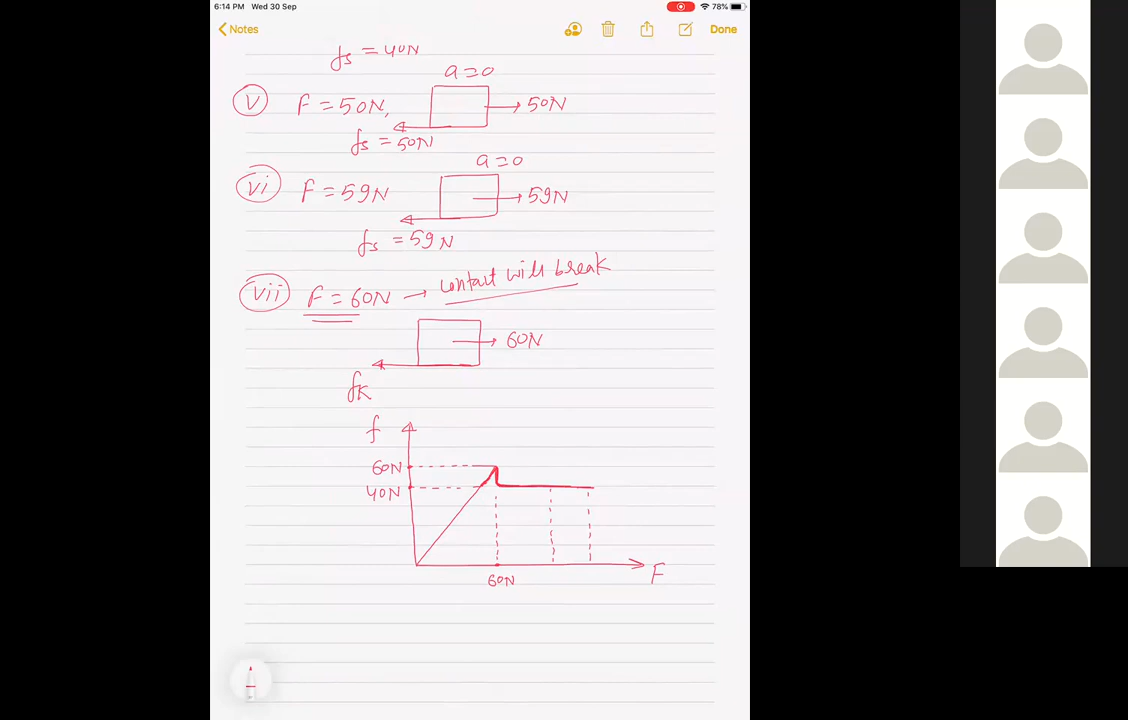 6:14 PM Wed 30 Sep 78%
Notes Done
fs = 40N
a=0
v F = 50N, 50N
fs = 50N
a=0
vi F = 59N 59N
fs = 59N
vii F = 60N → contact will break
60N
fK
f
60N
40N
60N F